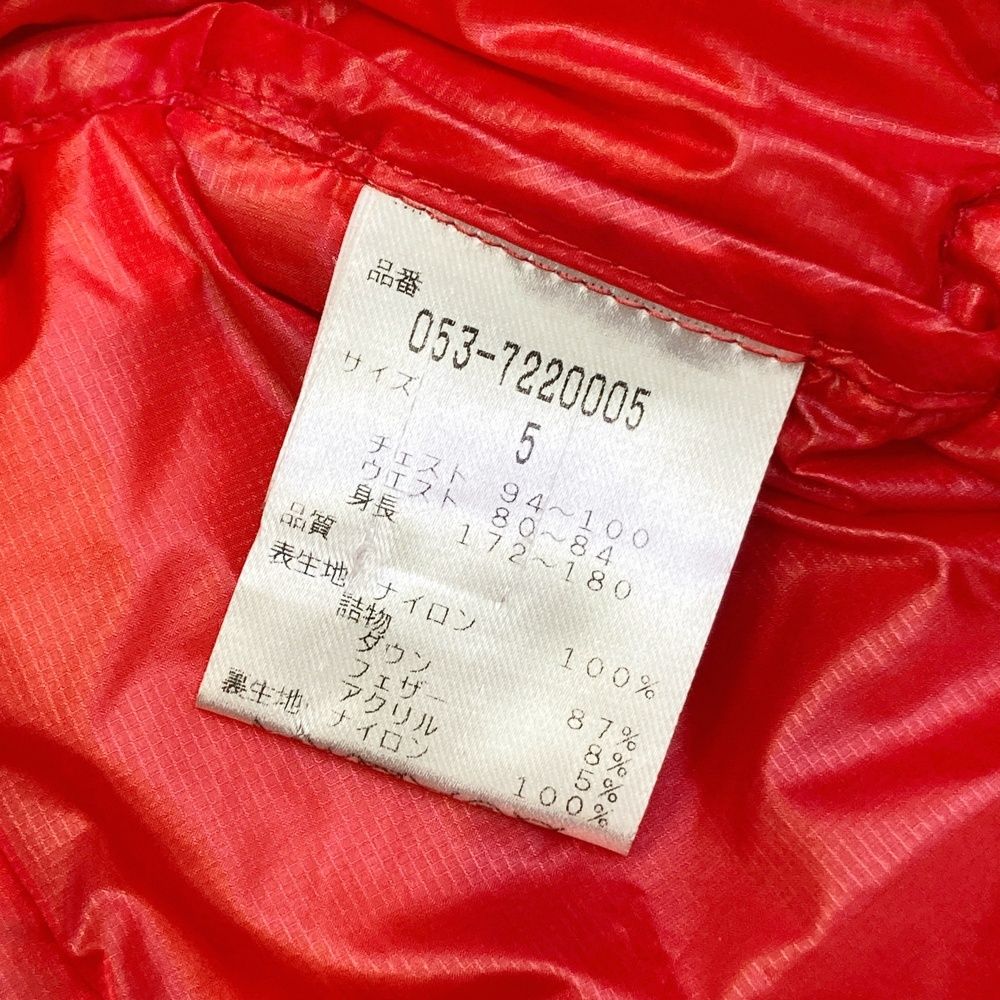 品番
053-7220005
サイズ
5
チェスト 94~100
ウエスト 80~84
身長 172~180
品質
表生地
ナイロン 100%
詰物
ダウン 87%
フェザー 8%
アクリル 5%
裏生地
ナイロン 100%